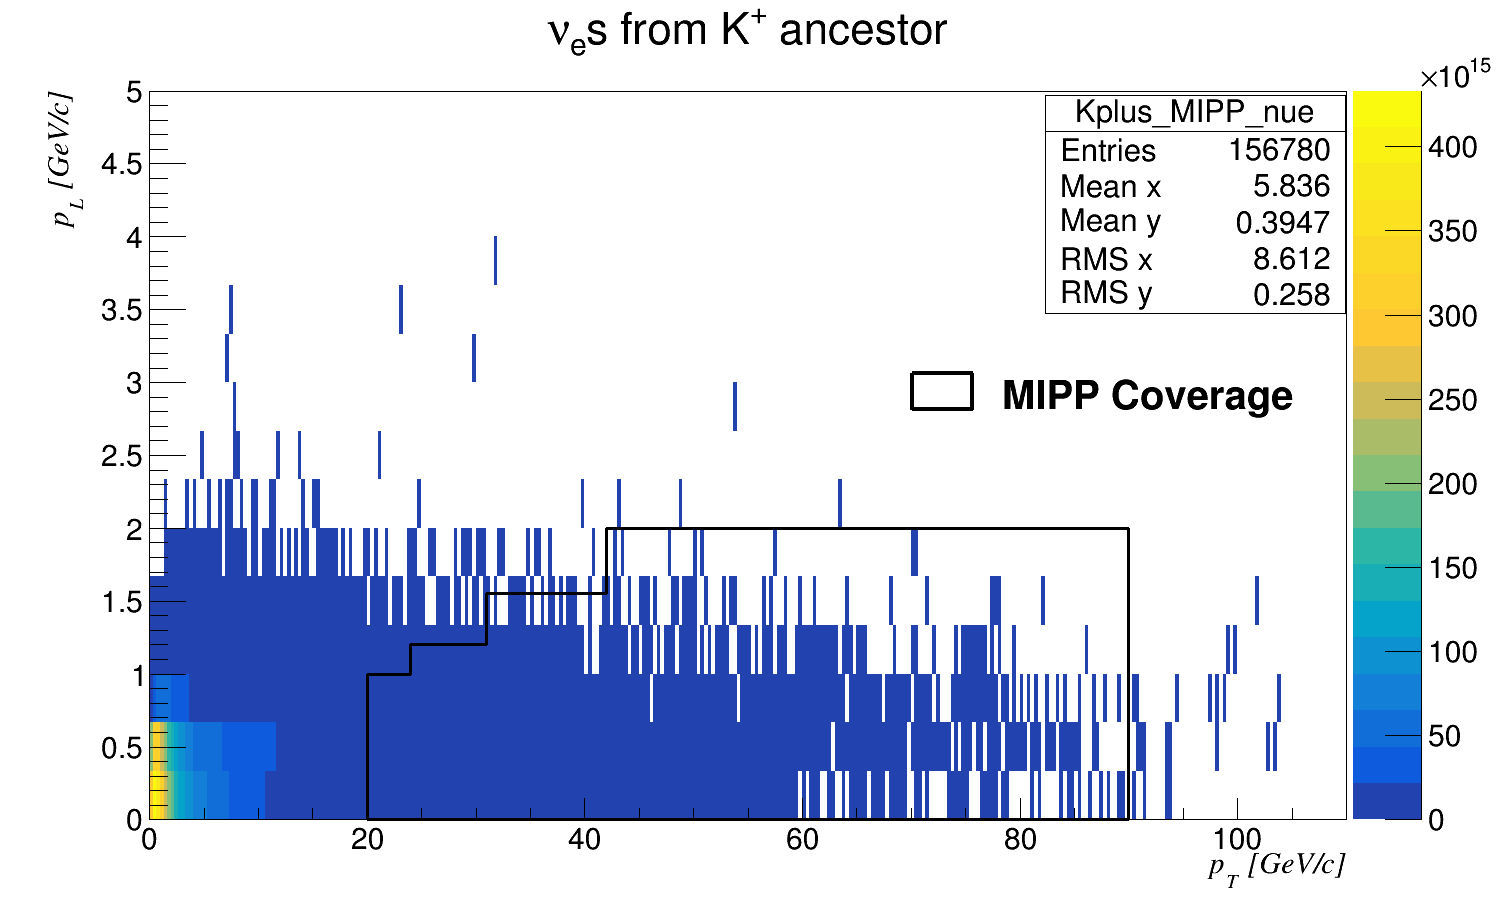 νₑs from K⁺ ancestor
×10¹⁵
p_L [GeV/c]
5
4.5
4
3.5
3
2.5
2
1.5
1
0.5
0
Kplus_MIPP_nue
Entries 156780
Mean x 5.836
Mean y 0.3947
RMS x 8.612
RMS y 0.258
MIPP Coverage
400
350
300
250
200
150
100
50
0
0 20 40 60 80 100
p_T [GeV/c]